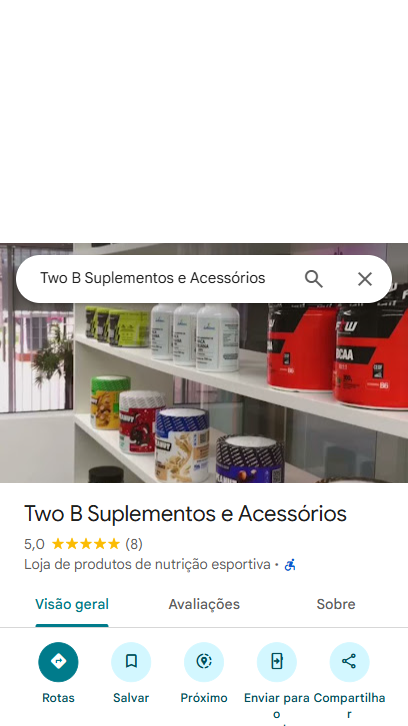 Two B Suplementos e Acessórios
BCAA
Two B Suplementos e Acessórios
5,0 (8)
Loja de produtos de nutrição esportiva
Visão geral Avaliações Sobre
Rotas Salvar Próximo Enviar para o Compartilhar